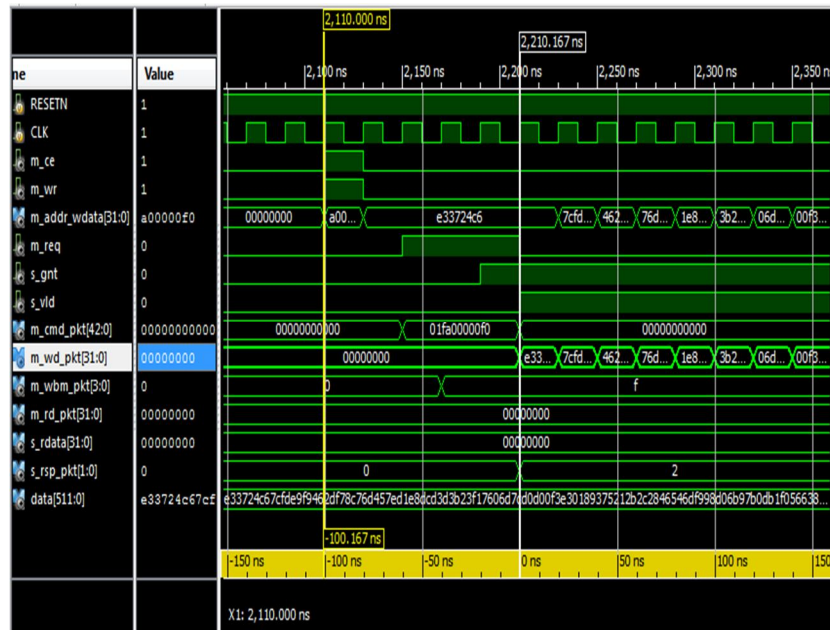 2,110.000 ns
2,210.167 ns
ne Value 2,100 ns 2,150 ns 2,200 ns 2,250 ns 2,300 ns 2,350 n
RESETN 1
CLK 1
m_ce 1
m_wr 1
m_addr_wdata[31:0] a00000f0 00000000 a00... e33724c6 7cfd... 462... 76d... 1e8... 3b2... 06d... 00f3...
m_req 0
s_gnt 0
s_vld 0
m_cmd_pkt[42:0] 00000000000 00000000000 01fa00000f0 00000000000
m_wd_pkt[31:0] 00000000 00000000 e33... 7cfd... 462... 76d... 1e8... 3b2... 06d... 00f3...
m_wbm_pkt[3:0] 0 0 f
m_rd_pkt[31:0] 00000000 00000000
s_rdata[31:0] 00000000 00000000
s_rsp_pkt[1:0] 0 0 2
data[511:0] e33724c67cf
-100.167 ns
-150 ns -100 ns -50 ns 0 ns 50 ns 100 ns 150
X1: 2,110.000 ns